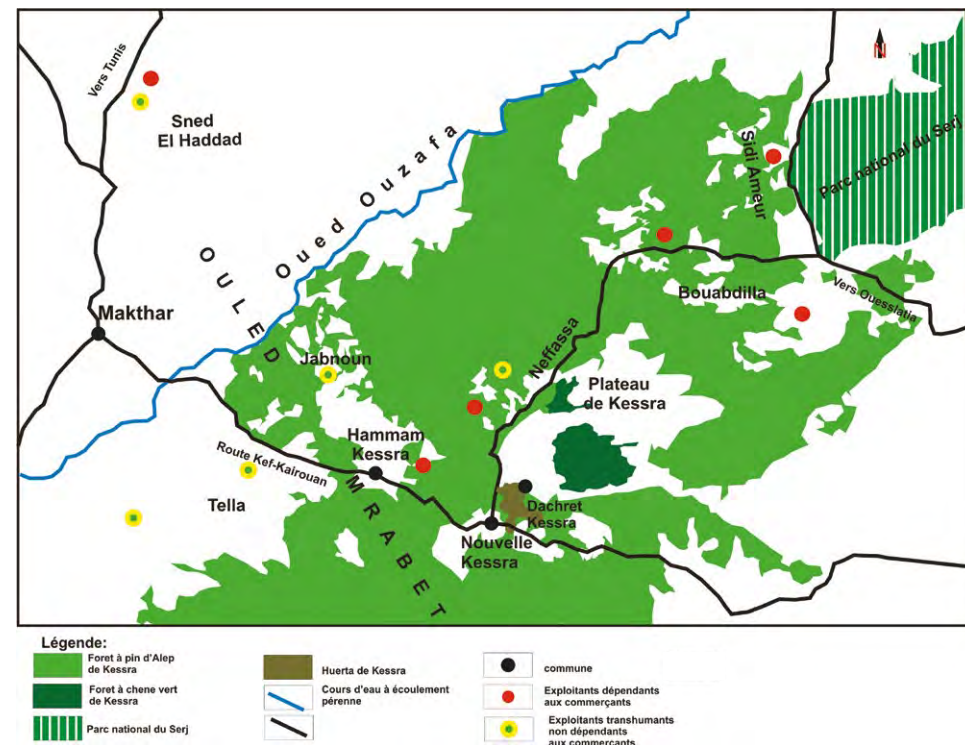 N
Vers Tunis
Sned
El Haddad
Oued Ouzafa
Sidi Ameur
Parc national du Serj
OULED
Makthar
Bouabdilla
Vers Ouesslatia
Jabnoun
Neffassa
Plateau
de Kessra
Hammam
Kessra
Route Kef-Kairouan
Tella
MRABET
Dachret
Kessra
Nouvelle
Kessra
Légende:
Foret à pin d'Alep
de Kessra
Foret à chene vert
de Kessra
Parc national du Serj
Huerta de Kessra
Cours d'eau à écoulement
pérenne
commune
Exploitants dépendants
aux commerçants
Exploitants transhumants
non dépendants
aux commerçants